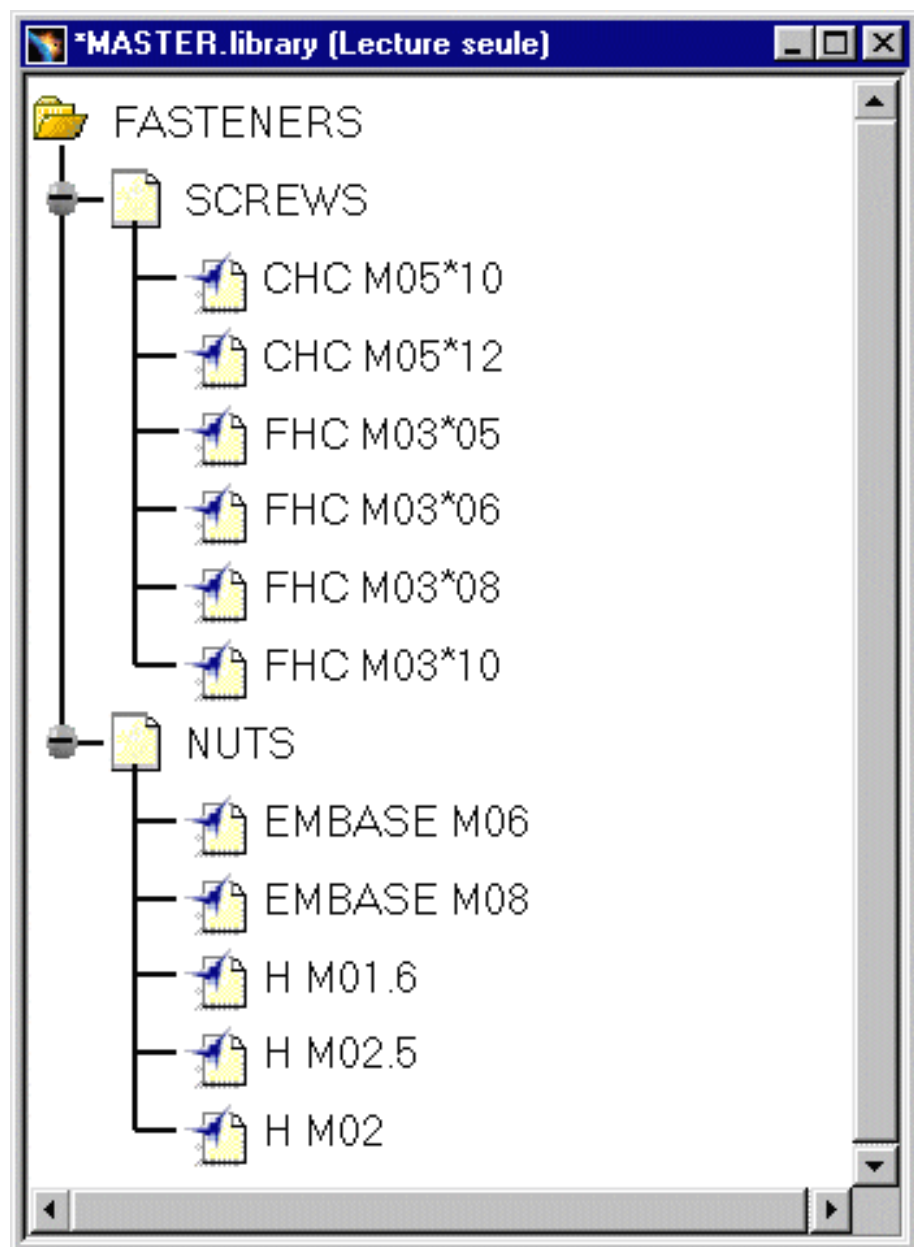 *MASTER.library (Lecture seule)
FASTENERS
SCREWS
CHC M05*10
CHC M05*12
FHC M03*05
FHC M03*06
FHC M03*08
FHC M03*10
NUTS
EMBASE M06
EMBASE M08
H M01.6
H M02.5
H M02